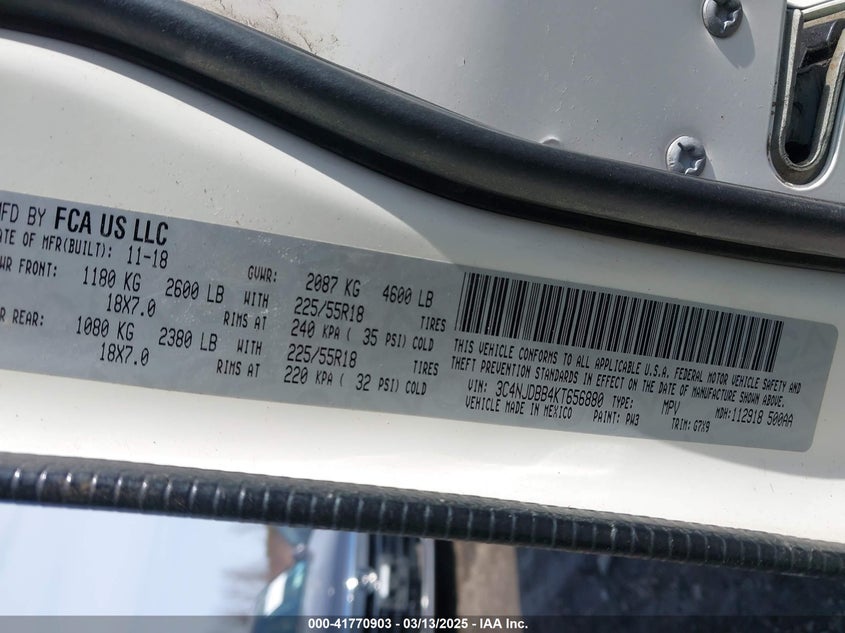 MFD BY FCA US LLC
DATE OF MFR(BUILT): 11-18 GVWR: 2087 KG 4600 LB
WR FRONT: 1180 KG 2600 LB WITH 225/55R18 TIRES
18X7.0 RIMS AT 240 KPA ( 35 PSI) COLD
R REAR: 1080 KG 2380 LB WITH 225/55R18 TIRES
18X7.0 RIMS AT 220 KPA ( 32 PSI) COLD
THIS VEHICLE CONFORMS TO ALL APPLICABLE U.S.A. FEDERAL MOTOR VEHICLE SAFETY AND
THEFT PREVENTION STANDARDS IN EFFECT ON THE DATE OF MANUFACTURE SHOWN ABOVE.
VIN: 3C4NJDBB4KT656880 TYPE: MPV MDH:112918 500AA
VEHICLE MADE IN MEXICO PAINT: PW3 TRIM: G7X9
000-41770903 - 03/13/2025 - IAA Inc.